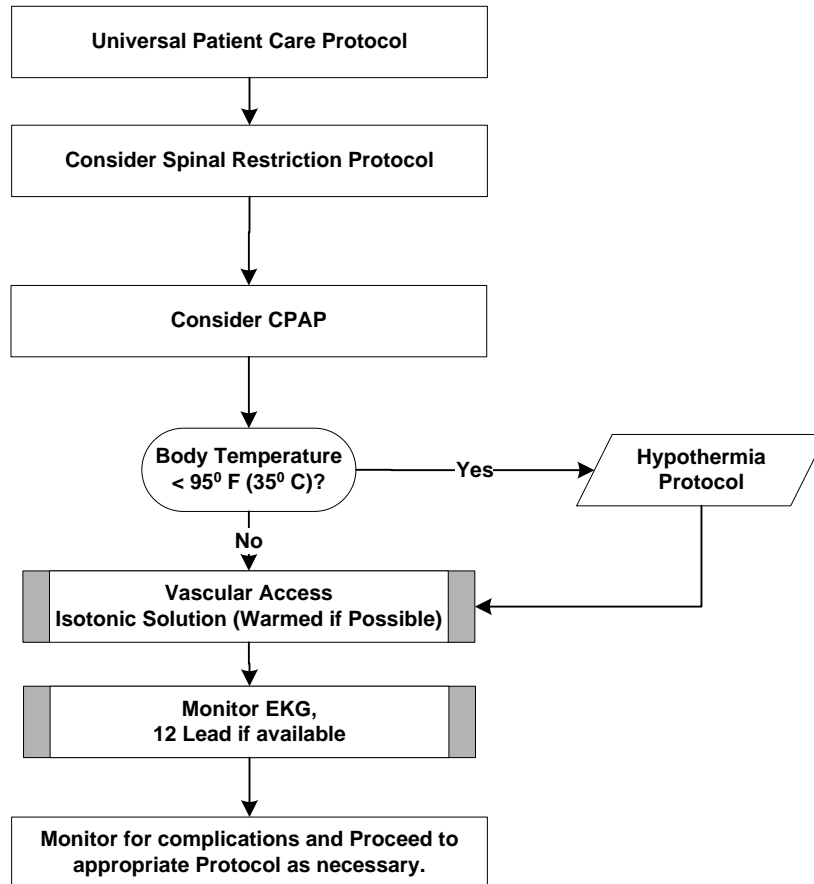 Universal Patient Care Protocol
Consider Spinal Restriction Protocol
Consider CPAP
Body Temperature
< 95⁰ F (35⁰ C)?
Yes
Hypothermia
Protocol
No
Vascular Access
Isotonic Solution (Warmed if Possible)
Monitor EKG,
12 Lead if available
Monitor for complications and Proceed to
appropriate Protocol as necessary.